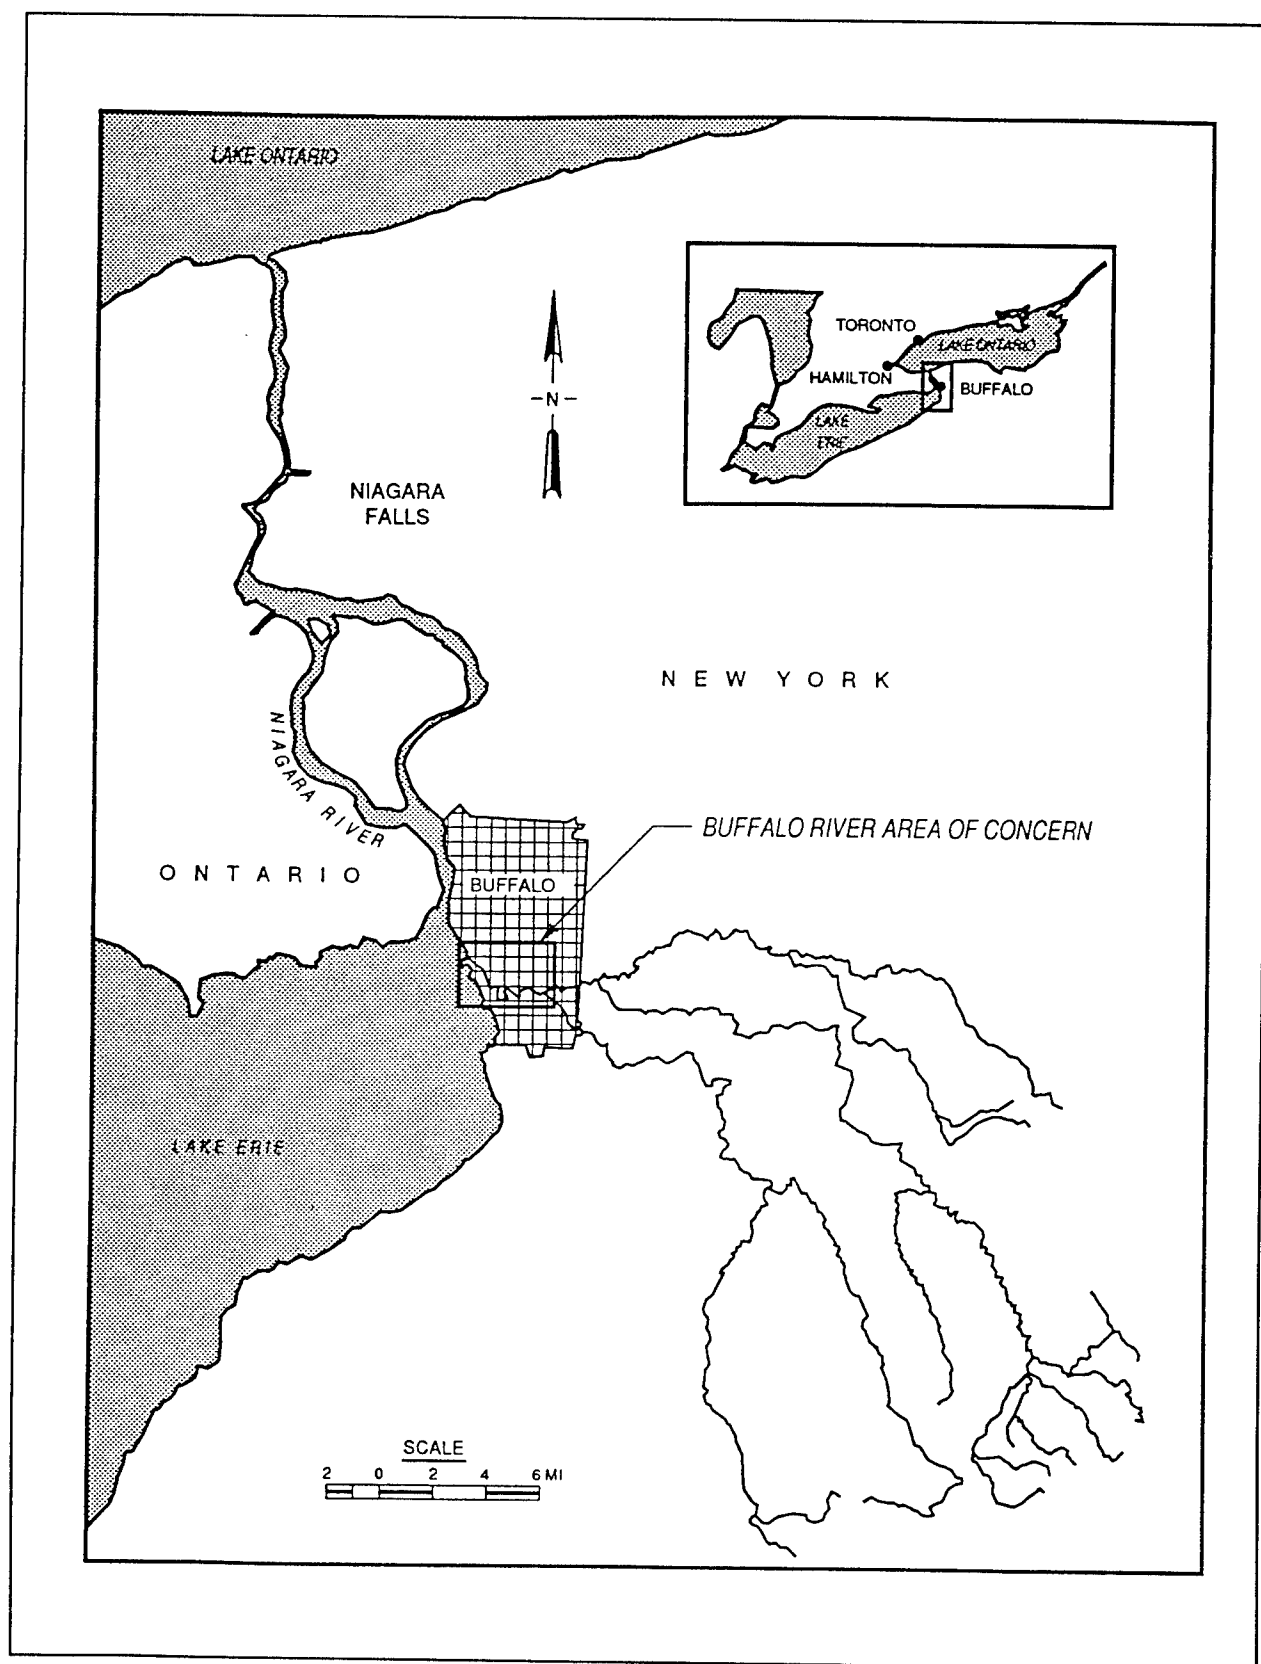 LAKE ONTARIO
TORONTO
LAKE ONTARIO
HAMILTON
BUFFALO
LAKE
ERIE
-N-
NIAGARA
FALLS
NEW YORK
NIAGARA RIVER
BUFFALO RIVER AREA OF CONCERN
ONTARIO
BUFFALO
LAKE ERIE
SCALE
2 0 2 4 6 MI